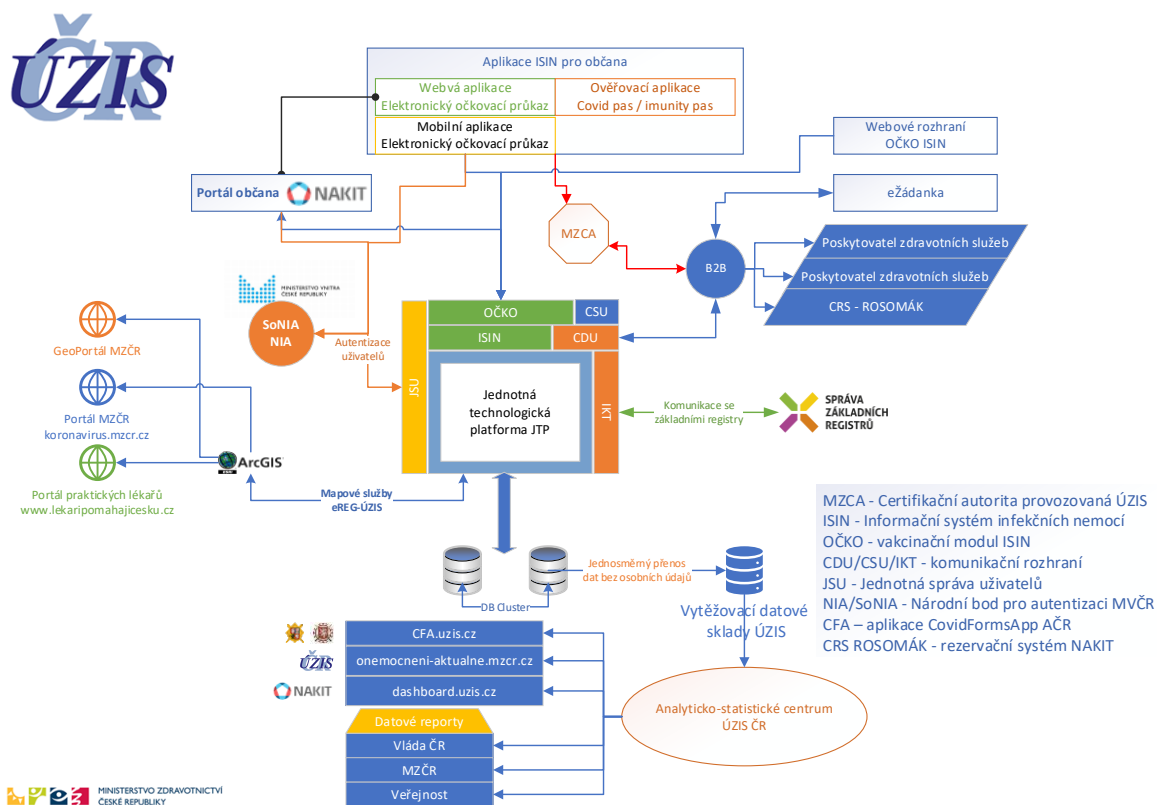 ÚZIS
ČR
Aplikace ISIN pro občana
Webvá aplikace
Elektronický očkovací průkaz
Ověřovací aplikace
Covid pas / imunity pas
Mobilní aplikace
Elektronický očkovací průkaz
Webové rozhraní
OČKO ISIN
Portál občana
NAKIT
eŽádanka
MZCA
B2B
Poskytovatel zdravotních služeb
Poskytovatel zdravotních služeb
CRS - ROSOMÁK
MINISTERSTVO VNITRA
ČESKÉ REPUBLIKY
SoNIA
NIA
Autentizace
uživatelů
OČKO
CSU
ISIN
CDU
JSU
IKT
Jednotná
technologická
platforma JTP
GeoPortál MZČR
Portál MZČR
koronavirus.mzcr.cz
Portál praktických lékařů
www.lekaripomahajicesku.cz
esri
ArcGIS
Mapové služby
eREG-ÚZIS
Komunikace se
základními registry
SPRÁVA
ZÁKLADNÍCH
REGISTRŮ
MZCA - Certifikační autorita provozovaná ÚZIS
ISIN - Informační systém infekčních nemocí
OČKO - vakcinační modul ISIN
CDU/CSU/IKT - komunikační rozhraní
JSU - Jednotná správa uživatelů
NIA/SoNIA - Národní bod pro autentizaci MVČR
CFA – aplikace CovidFormsApp AČR
CRS ROSOMÁK - rezervační systém NAKIT
Jednosměrný přenos
dat bez osobních údajů
DB Cluster
Vytěžovací datové
sklady ÚZIS
CFA.uzis.cz
ÚZIS
onemocneni-aktualne.mzcr.cz
NAKIT
dashboard.uzis.cz
Analyticko-statistické centrum
ÚZIS ČR
Datové reporty
Vláda ČR
MZČR
Veřejnost
MINISTERSTVO ZDRAVOTNICTVÍ
ČESKÉ REPUBLIKY